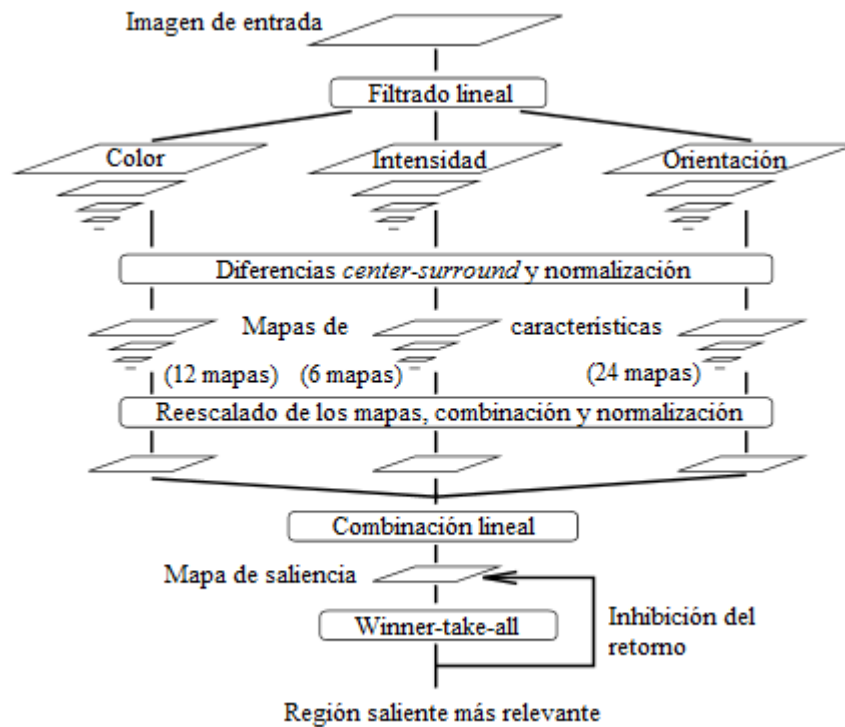 Imagen de entrada
Filtrado lineal
Color
Intensidad
Orientación
Diferencias center-surround y normalización
Mapas de características
(12 mapas)
(6 mapas)
(24 mapas)
Reescalado de los mapas, combinación y normalización
Combinación lineal
Mapa de saliencia
Winner-take-all
Inhibición del
retorno
Región saliente más relevante